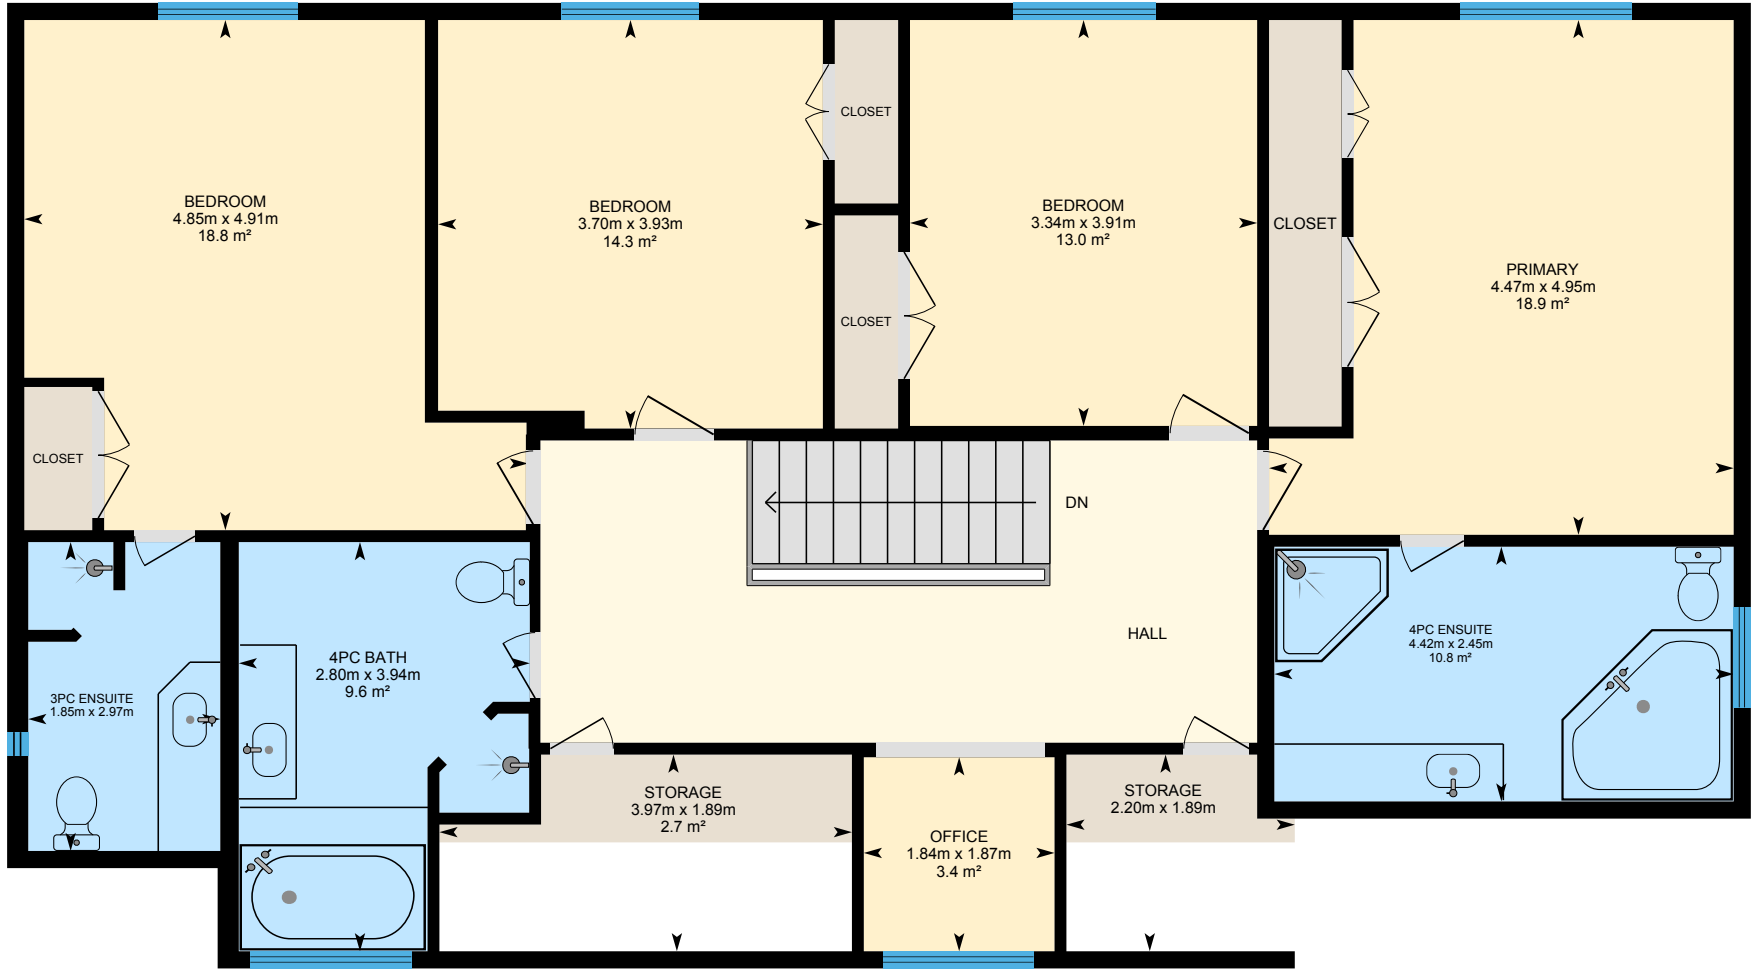 BEDROOM
4.85m x 4.91m
18.8 m²
BEDROOM
3.70m x 3.93m
14.3 m²
CLOSET
CLOSET
BEDROOM
3.34m x 3.91m
13.0 m²
CLOSET
PRIMARY
4.47m x 4.95m
18.9 m²
CLOSET
DN
HALL
3PC ENSUITE
1.85m x 2.97m
4PC BATH
2.80m x 3.94m
9.6 m²
4PC ENSUITE
4.42m x 2.45m
10.8 m²
STORAGE
3.97m x 1.89m
2.7 m²
OFFICE
1.84m x 1.87m
3.4 m²
STORAGE
2.20m x 1.89m